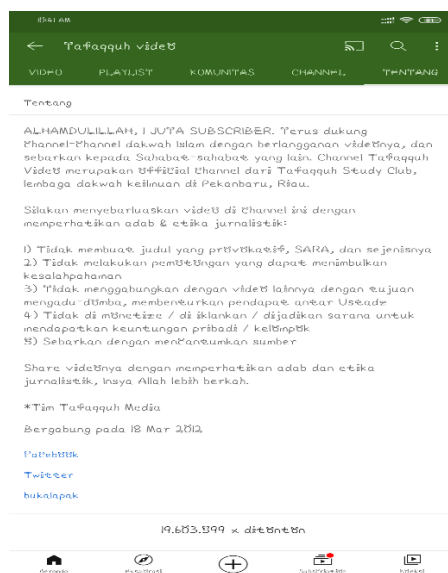 Tafaqquh video
VIDEO PLAYLIST KOMUNITAS CHANNEL TENTANG
Tentang
ALHAMDULILLAH, 1 JUTA SUBSCRIBER. Terus dukung
Channel-Channel dakwah Islam dengan berlangganan videonya, dan
sebarkan kepada Sahabat-sahabat yang lain. Channel Tafaqquh
Video merupakan Official Channel dari Tafaqquh Study Club,
lembaga dakwah keilmuan di Pekanbaru, Riau.
Silakan menyebarluaskan video di Channel ini dengan
memperhatikan adab & etika jurnalistik:
1) Tidak membuat judul yang provokatif, SARA, dan sejenisnya
2) Tidak melakukan pemotongan yang dapat menimbulkan
kesalahpahaman
3) Tidak menggabungkan dengan video lainnya dengan tujuan
mengadu-domba, membenturkan pendapat antar Ustadz
4) Tidak di monetize / di iklankan / dijadikan sarana untuk
mendapatkan keuntungan pribadi / kelompok
5) Sebarkan dengan mencantumkan sumber
Share videonya dengan memperhatikan adab dan etika
jurnalistik, Insya Allah lebih berkah.
*Tim Tafaqquh Media
Bergabung pada 18 Mar 2012
Facebook
Twitter
bukalapak
19.603.899 x ditonton
Beranda Eksplorasi Subscription Koleksi